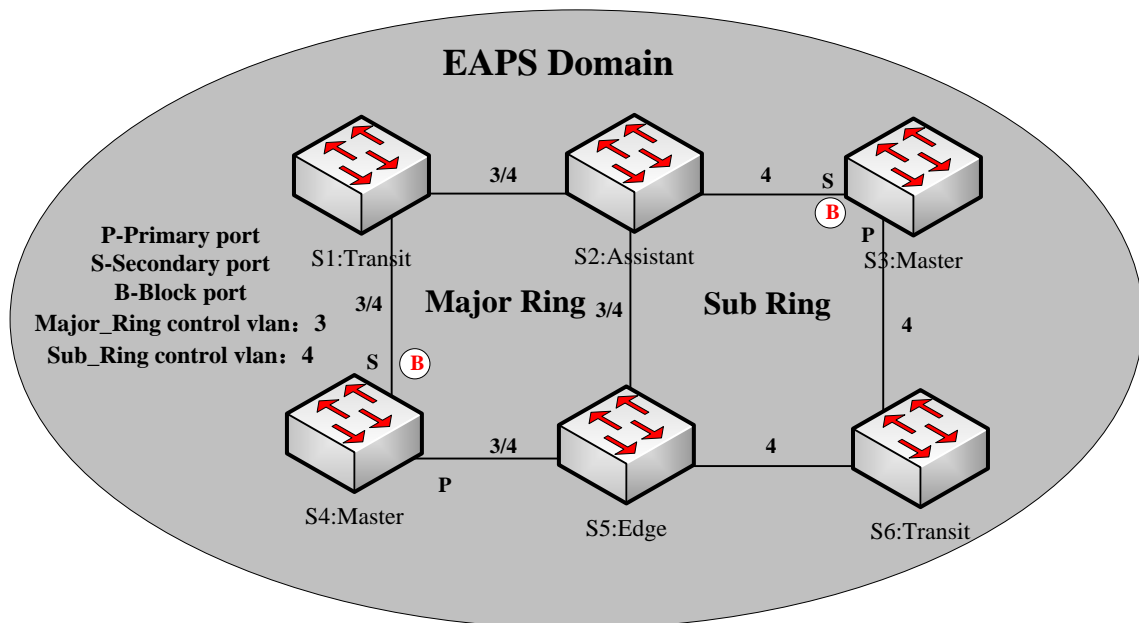 EAPS Domain
3/4
4
S
B
P
S1:Transit
S2:Assistant
S3:Master
P-Primary port
S-Secondary port
B-Block port
Major_Ring control vlan：3
Sub_Ring control vlan：4
3/4
Major Ring
3/4
Sub Ring
4
S
B
3/4
P
4
S4:Master
S5:Edge
S6:Transit